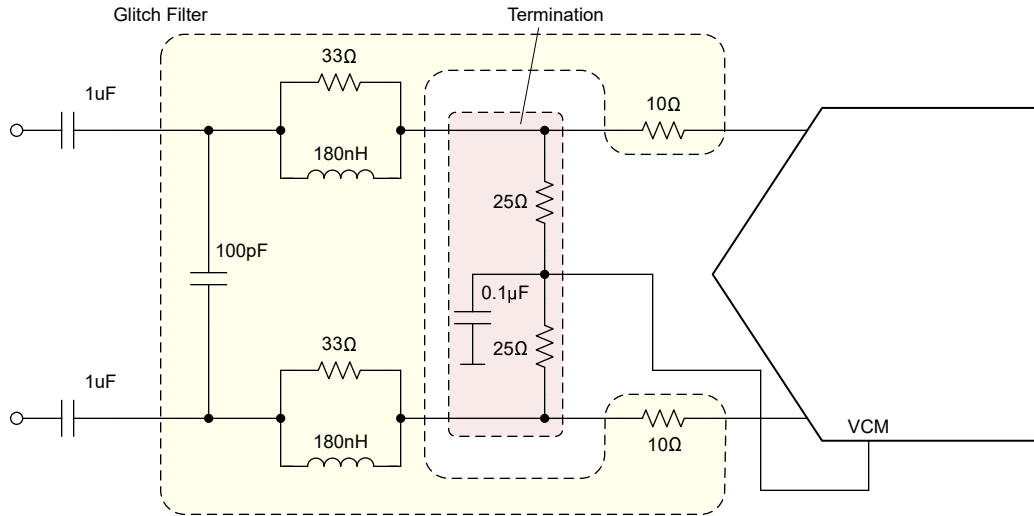 Glitch Filter
Termination
33Ω
1uF
10Ω
180nH
25Ω
100pF
0.1µF
33Ω
25Ω
1uF
180nH
10Ω
VCM